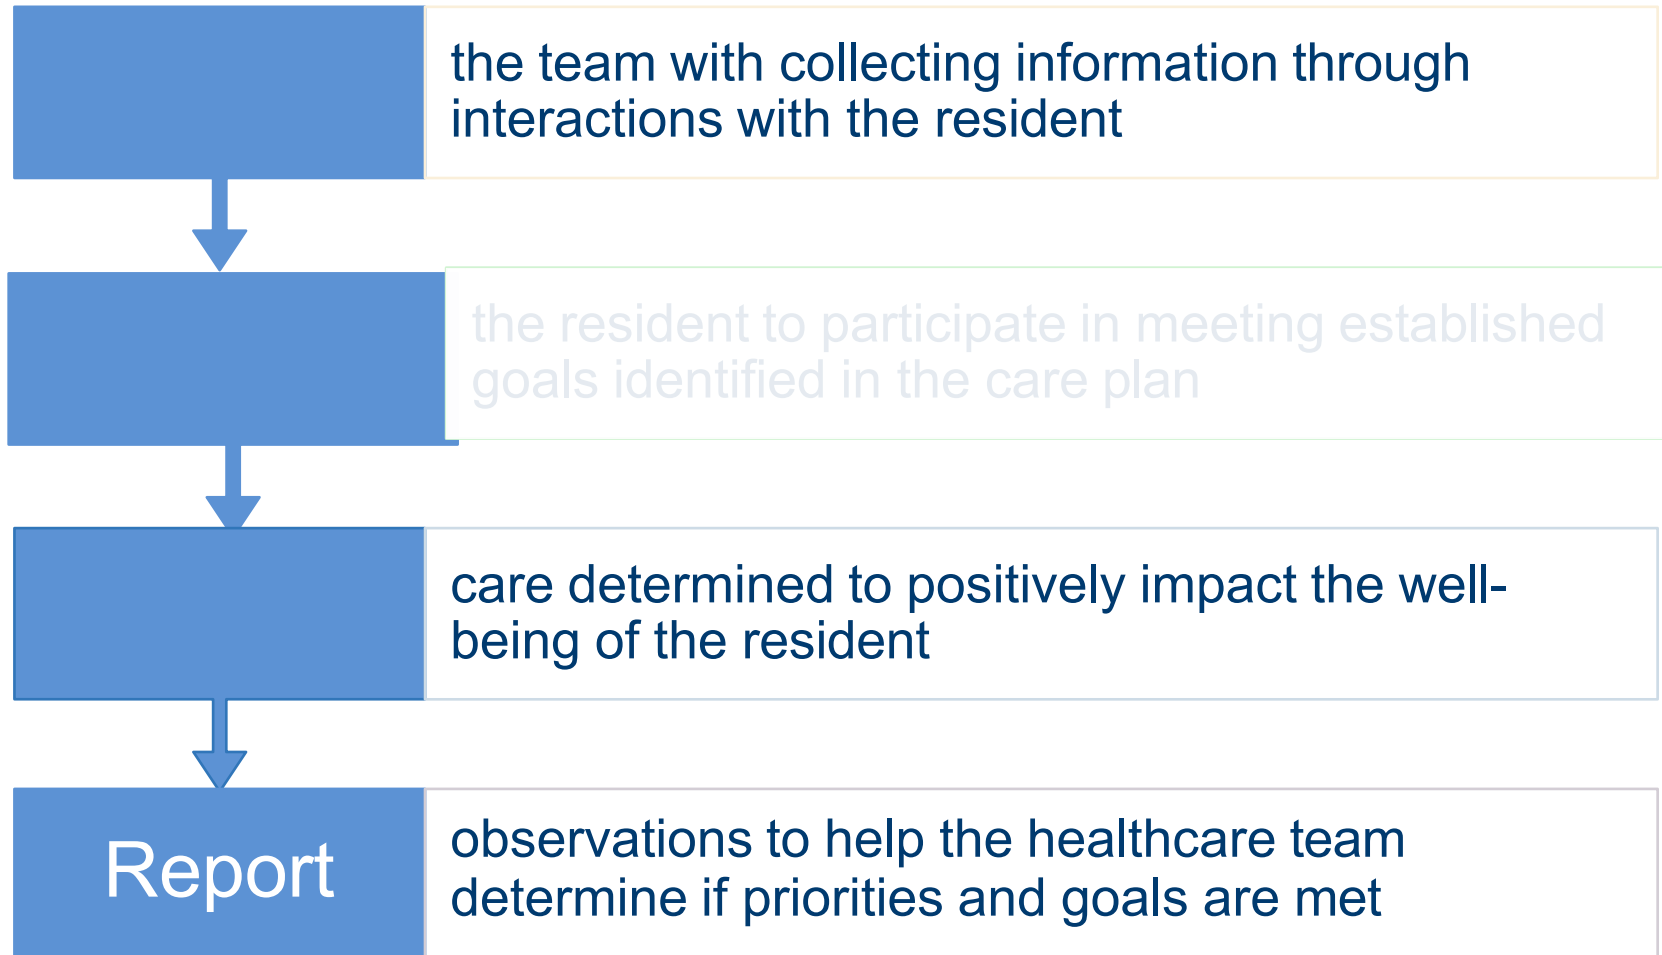 the team with collecting information through
interactions with the resident
the resident to participate in meeting established
goals identified in the care plan
care determined to positively impact the well-
being of the resident
Report
observations to help the healthcare team
determine if priorities and goals are met